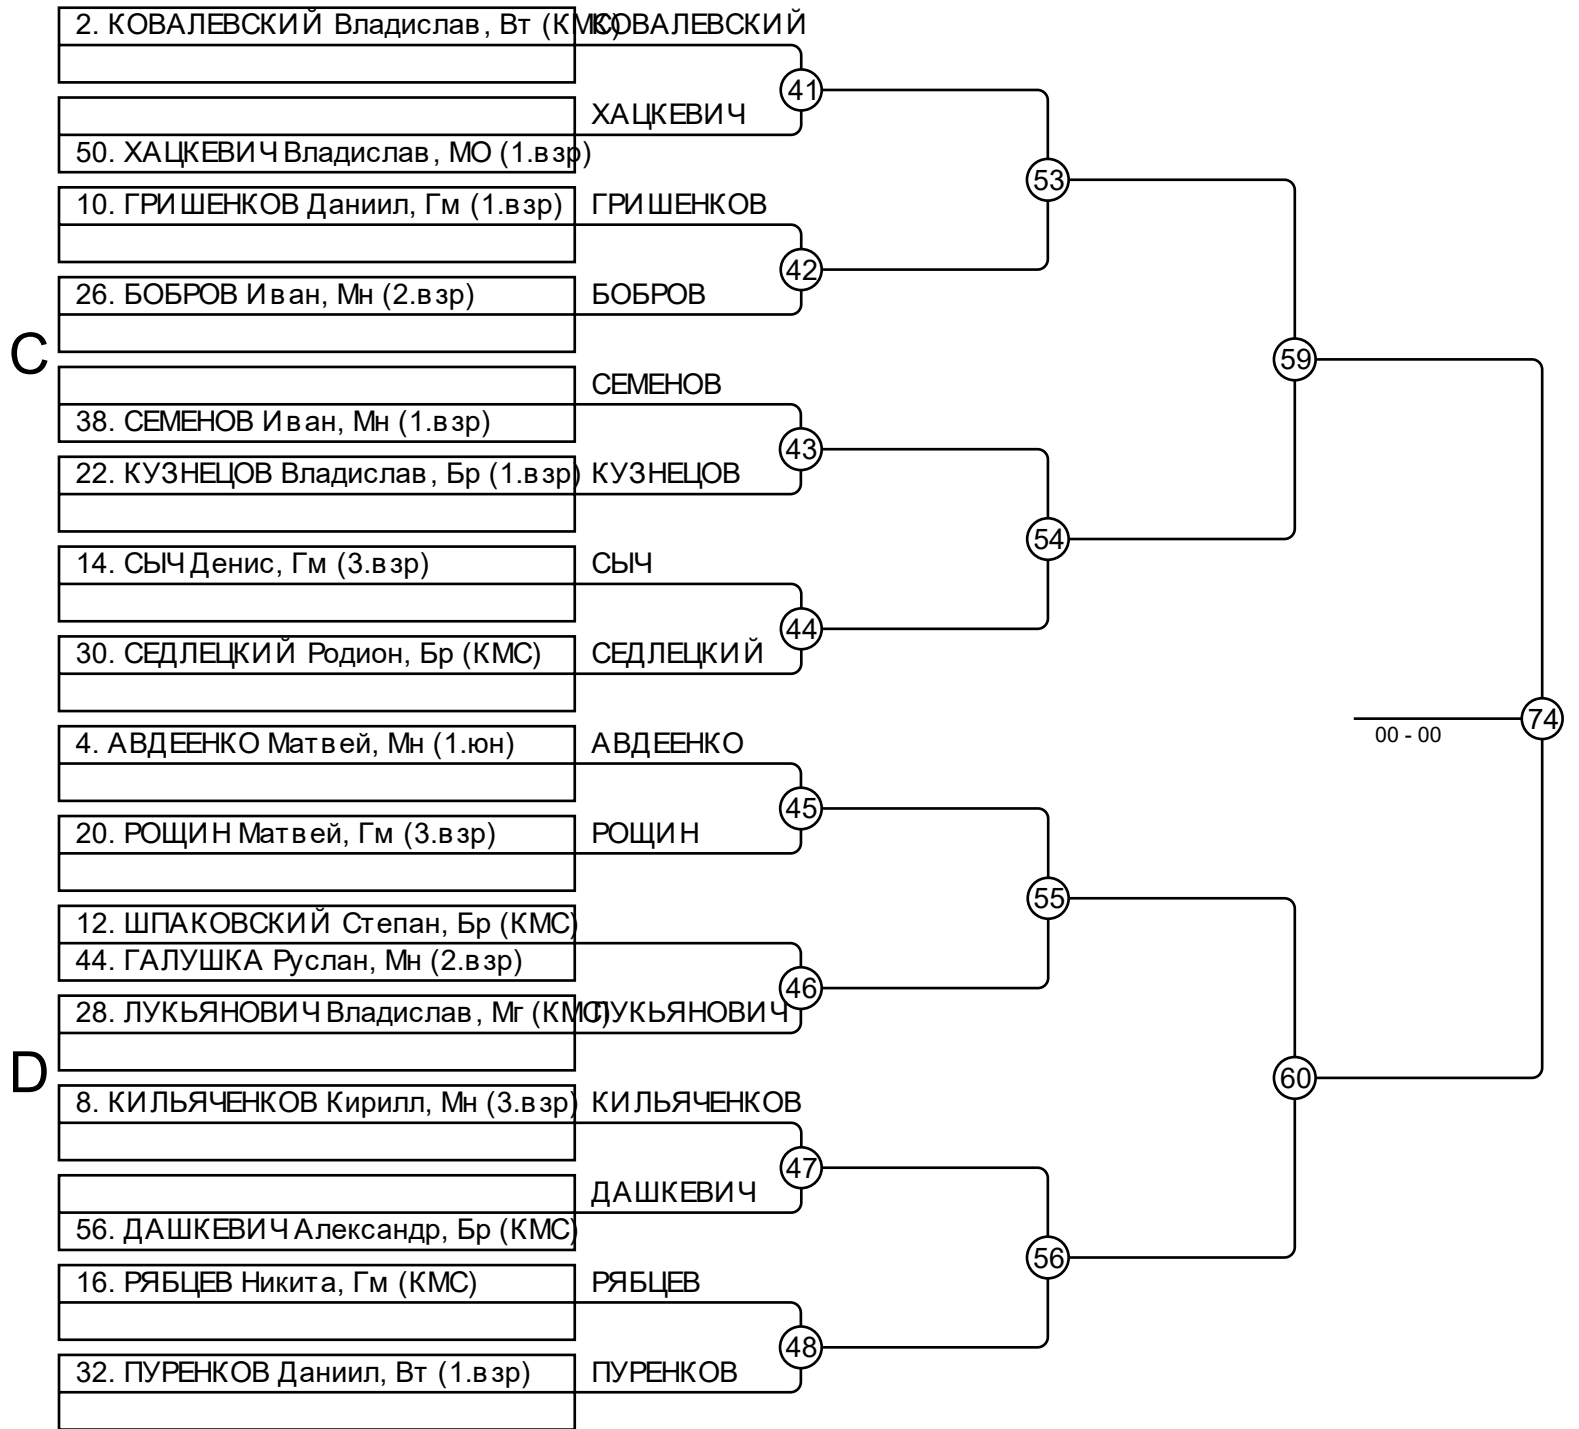 2. КОВАЛЕВСКИЙ Владислав, Вт (КМС)
КОВАЛЕВСКИЙ
41
ХАЦКЕВИЧ
50. ХАЦКЕВИЧ Владислав, МО (1.взр)
53
10. ГРИШЕНКОВ Даниил, Гм (1.взр)
ГРИШЕНКОВ
42
26. БОБРОВ Иван, Мн (2.взр)
БОБРОВ
C
59
СЕМЕНОВ
38. СЕМЕНОВ Иван, Мн (1.взр)
43
22. КУЗНЕЦОВ Владислав, Бр (1.взр)
КУЗНЕЦОВ
54
14. СЫЧ Денис, Гм (3.взр)
СЫЧ
44
30. СЕДЛЕЦКИЙ Родион, Бр (КМС)
СЕДЛЕЦКИЙ
74
00 - 00
4. АВДЕЕНКО Матвей, Мн (1.юн)
АВДЕЕНКО
45
20. РОЩИН Матвей, Гм (3.взр)
РОЩИН
55
12. ШПАКОВСКИЙ Степан, Бр (КМС)
44. ГАЛУШКА Руслан, Мн (2.взр)
46
28. ЛУКЬЯНОВИЧ Владислав, Мг (КМС)
ЛУКЬЯНОВИЧ
D
60
8. КИЛЬЯЧЕНКОВ Кирилл, Мн (3.взр)
КИЛЬЯЧЕНКОВ
47
ДАШКЕВИЧ
56. ДАШКЕВИЧ Александр, Бр (КМС)
56
16. РЯБЦЕВ Никита, Гм (КМС)
РЯБЦЕВ
48
32. ПУРЕНКОВ Даниил, Вт (1.взр)
ПУРЕНКОВ